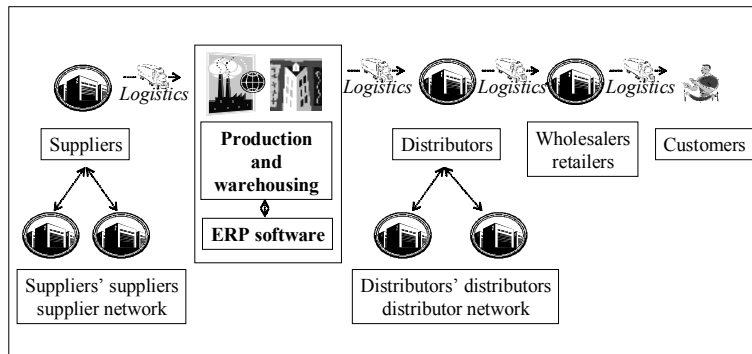 Logistics
Logistics
Logistics
Logistics
Suppliers
Production
and
warehousing
Distributors
Wholesalers
retailers
Customers
ERP software
Suppliers’ suppliers
supplier network
Distributors’ distributors
distributor network